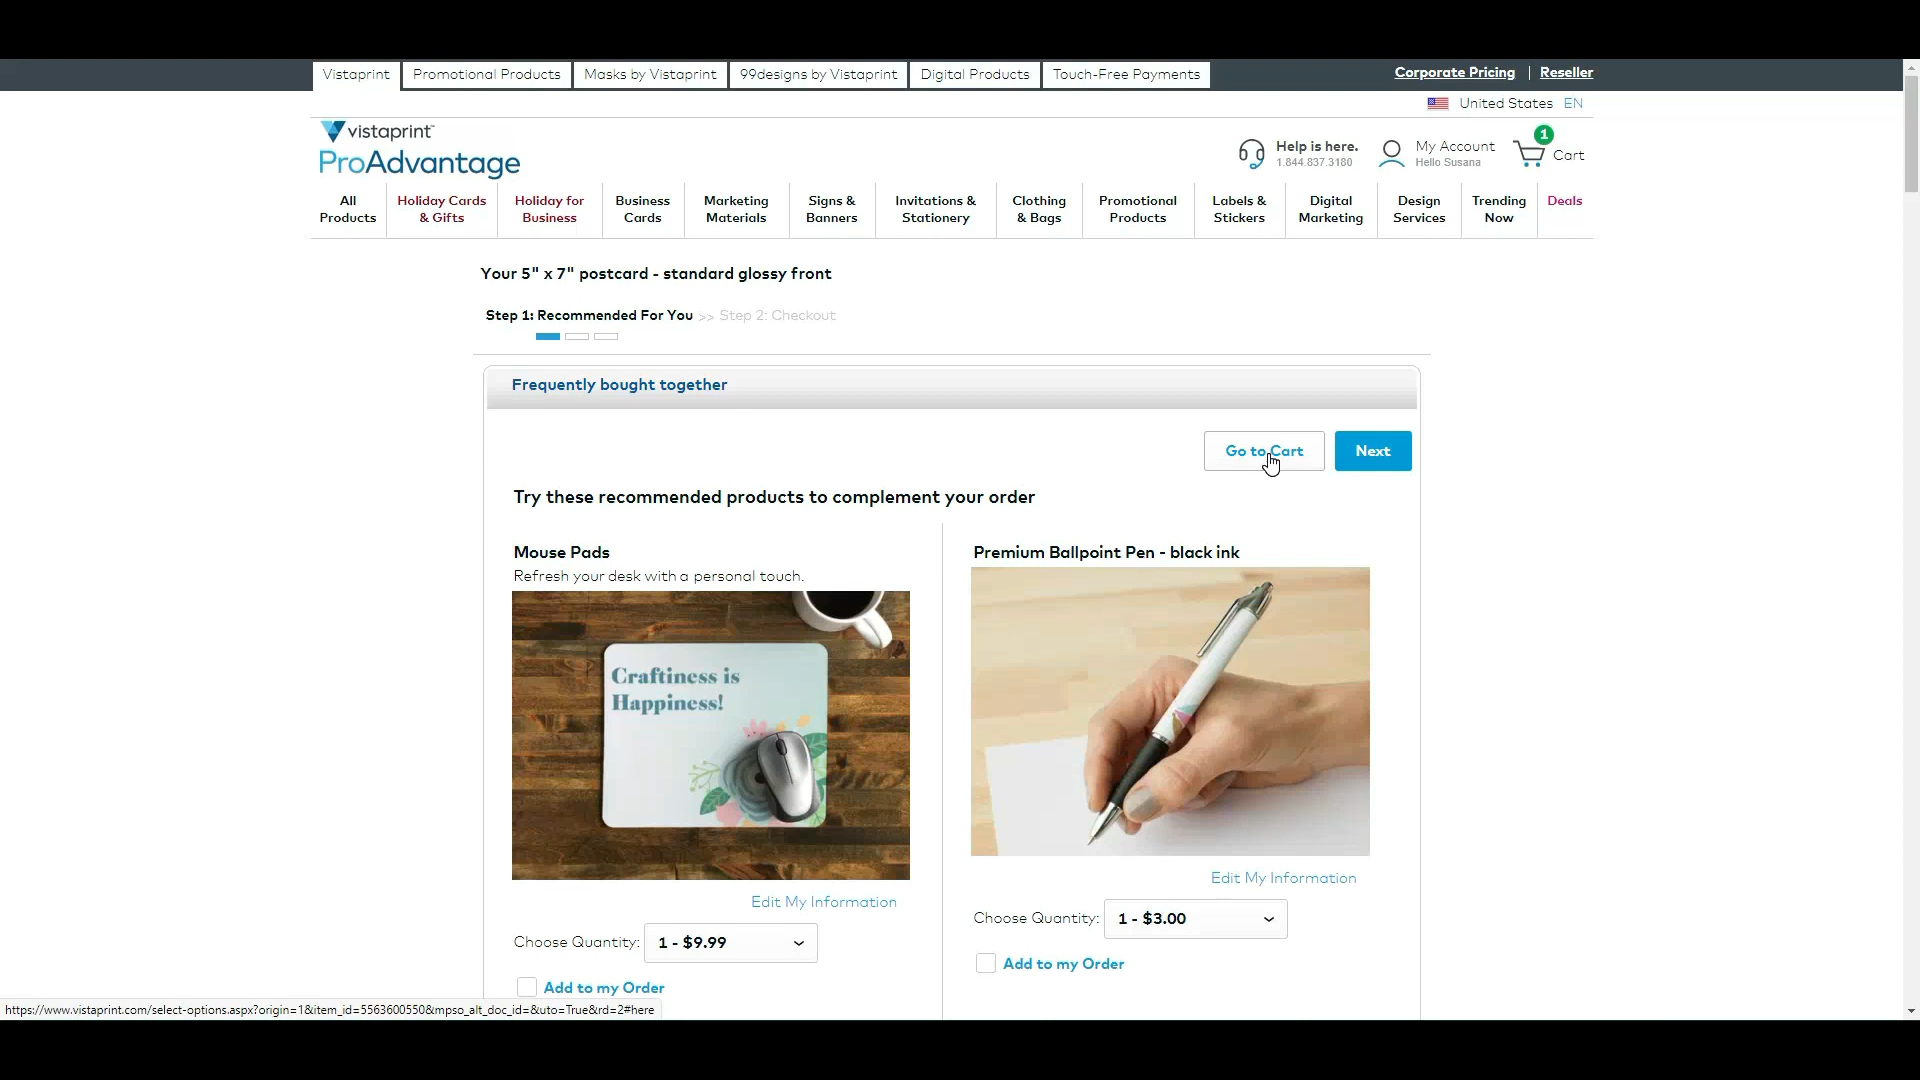 Vistaprint Promotional Products Masks by Vistaprint 99designs by Vistaprint Digital Products Touch-Free Payments Corporate Pricing | Reseller
United States EN
vistaprint
ProAdvantage
Help is here.
1.844.837.3180
My Account
Hello Susana
1
Cart
All Products
Holiday Cards & Gifts
Holiday for Business
Business Cards
Marketing Materials
Signs & Banners
Invitations & Stationery
Clothing & Bags
Promotional Products
Labels & Stickers
Digital Marketing
Design Services
Trending Now
Deals
Your 5" x 7" postcard - standard glossy front
Step 1: Recommended For You >> Step 2: Checkout
Frequently bought together
Go to Cart
Next
Try these recommended products to complement your order
Mouse Pads
Refresh your desk with a personal touch.
Craftiness is
Happiness!
Edit My Information
Choose Quantity: 1 - $9.99
Add to my Order
Premium Ballpoint Pen - black ink
Edit My Information
Choose Quantity: 1 - $3.00
Add to my Order
https://www.vistaprint.com/select-options.aspx?origin=1&item_id=5563600550&mpso_alt_doc_id=&uto=True&rd=2#here